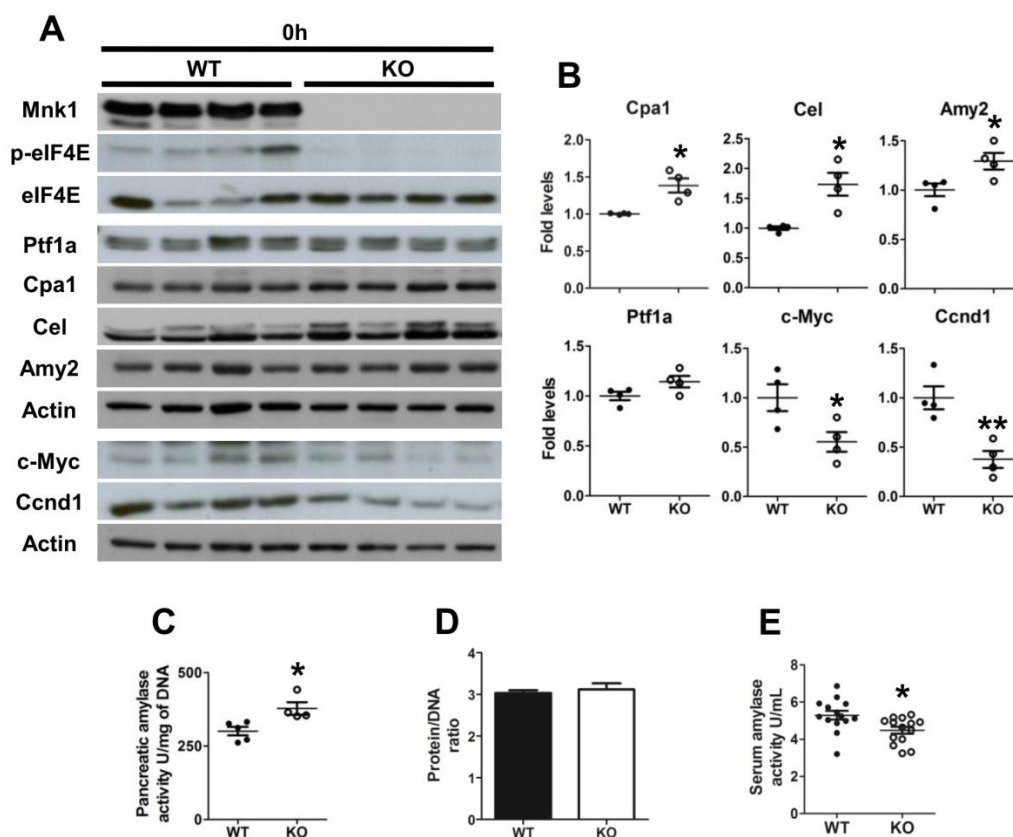 A
0h
WT KO
Mnk1
p-eIF4E
eIF4E
Ptf1a
Cpa1
Cel
Amy2
Actin
c-Myc
Ccnd1
Actin
B
Cpa1 Cel Amy2
Fold levels
2.0
1.5
1.0
0.5
0.0
*
2.5
2.0
1.5
1.0
0.5
0.0
*
1.5
1.0
0.5
0.0
*
Ptf1a c-Myc Ccnd1
Fold levels
1.5
1.0
0.5
0.0
WT KO
1.5
1.0
0.5
0.0
*
WT KO
1.5
1.0
0.5
0.0
**
WT KO
C
Pancreatic amylase
activity U/mg of DNA
500
250
0
*
WT KO
D
Protein/DNA
ratio
4
3
2
1
0
WT KO
E
Serum amylase
activity U/mL
8
6
4
2
0
*
WT KO